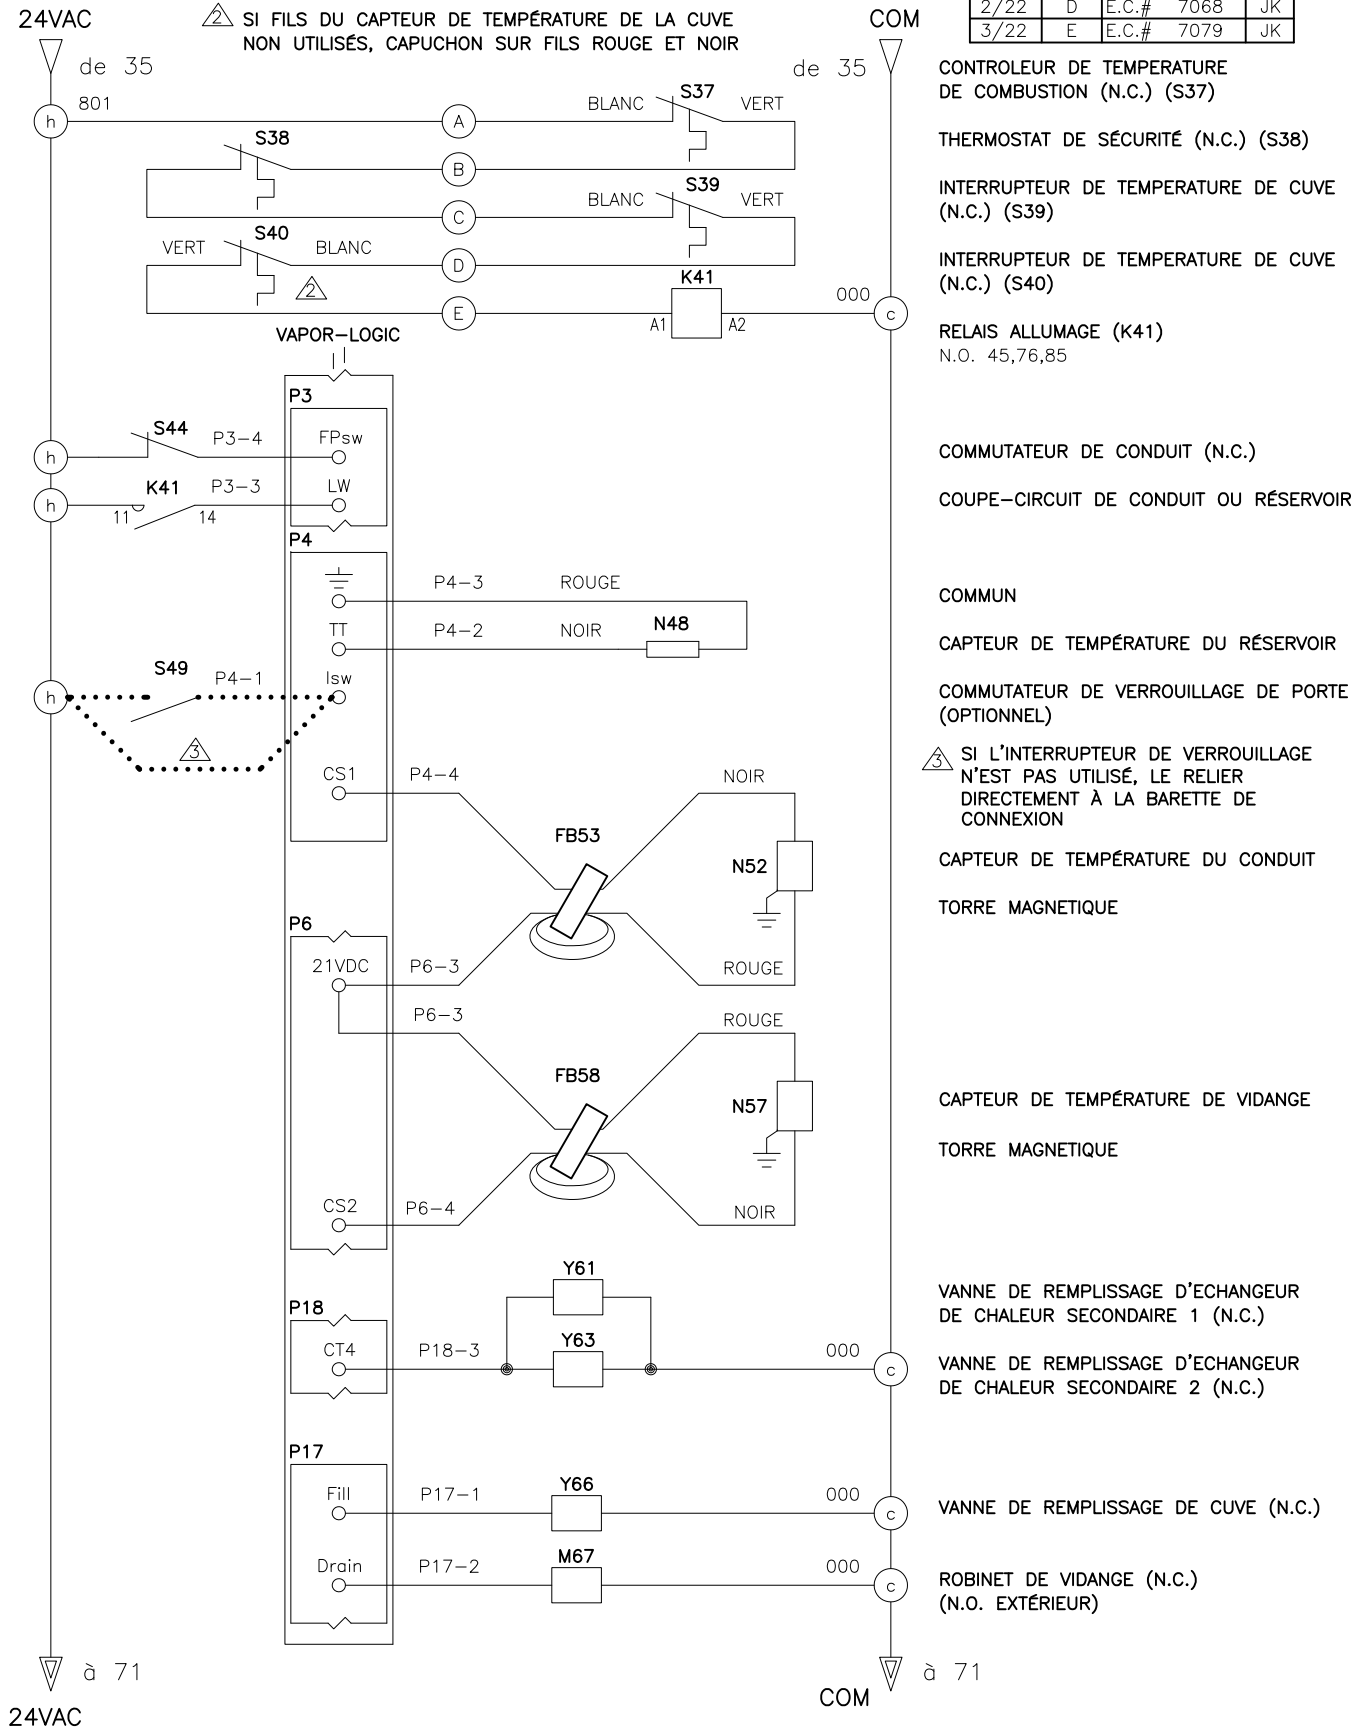 24VAC
2 SI FILS DU CAPTEUR DE TEMPÉRATURE DE LA CUVE
NON UTILISÉS, CAPUCHON SUR FILS ROUGE ET NOIR
COM
2/22 D E.C.# 7068 JK
3/22 E E.C.# 7079 JK
de 35
de 35
CONTROLEUR DE TEMPERATURE
DE COMBUSTION (N.C.) (S37)
h 801 A BLANC S37 VERT
THERMOSTAT DE SÉCURITÉ (N.C.) (S38)
S38 B
INTERRUPTEUR DE TEMPERATURE DE CUVE
(N.C.) (S39)
C BLANC S39 VERT
INTERRUPTEUR DE TEMPERATURE DE CUVE
(N.C.) (S40)
VERT S40 BLANC D
2
E A1 K41 A2 000 c
RELAIS ALLUMAGE (K41)
N.O. 45,76,85
VAPOR-LOGIC
P3
h S44 P3-4 FPsw
COMMUTATEUR DE CONDUIT (N.C.)
h 11 K41 14 P3-3 LW
COUPE-CIRCUIT DE CONDUIT OU RÉSERVOIR
P4
P4-3 ROUGE
COMMUN
TT P4-2 NOIR N48
CAPTEUR DE TEMPÉRATURE DU RÉSERVOIR
h S49 P4-1 Isw
COMMUTATEUR DE VERROUILLAGE DE PORTE
(OPTIONNEL)
3
3 SI L'INTERRUPTEUR DE VERROUILLAGE
N'EST PAS UTILISÉ, LE RELIER
DIRECTEMENT À LA BARETTE DE
CONNEXION
CS1 P4-4 NOIR
FB53
N52
CAPTEUR DE TEMPÉRATURE DU CONDUIT
TORRE MAGNETIQUE
P6
21VDC P6-3 ROUGE
P6-3 ROUGE
FB58
N57
CAPTEUR DE TEMPÉRATURE DE VIDANGE
TORRE MAGNETIQUE
CS2 P6-4 NOIR
Y61
VANNE DE REMPLISSAGE D'ECHANGEUR
DE CHALEUR SECONDAIRE 1 (N.C.)
P18
CT4 P18-3 Y63 000 c
VANNE DE REMPLISSAGE D'ECHANGEUR
DE CHALEUR SECONDAIRE 2 (N.C.)
P17
Fill P17-1 Y66 000 c
VANNE DE REMPLISSAGE DE CUVE (N.C.)
Drain P17-2 M67 000 c
ROBINET DE VIDANGE (N.C.)
(N.O. EXTÉRIEUR)
à 71
à 71
24VAC
COM